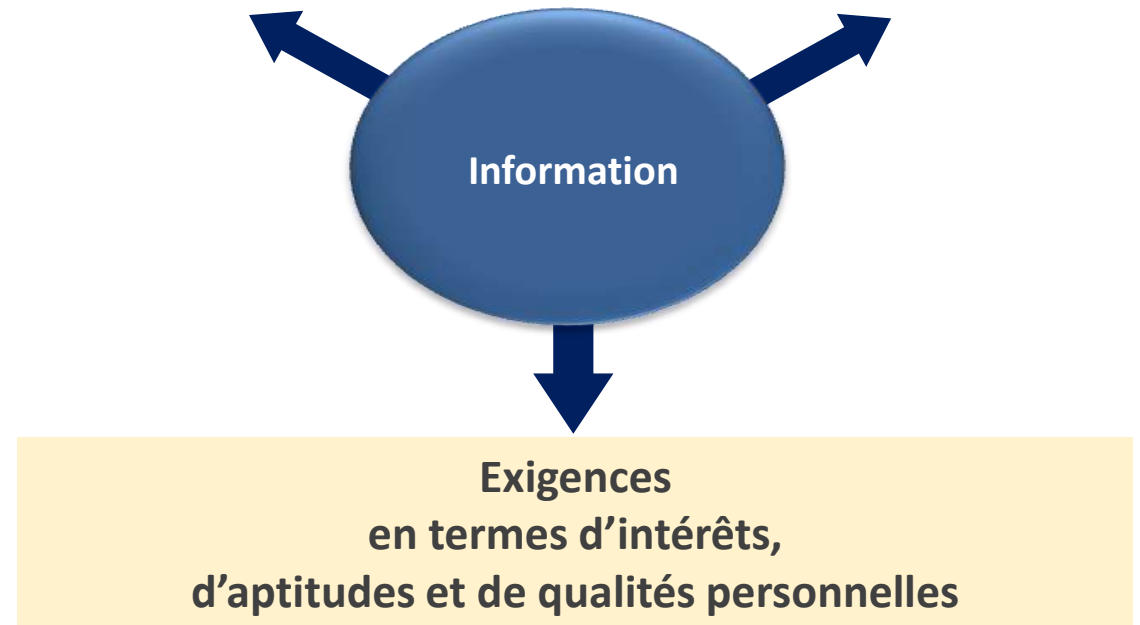 Information
Exigences
en termes d’intérêts,
d’aptitudes et de qualités personnelles